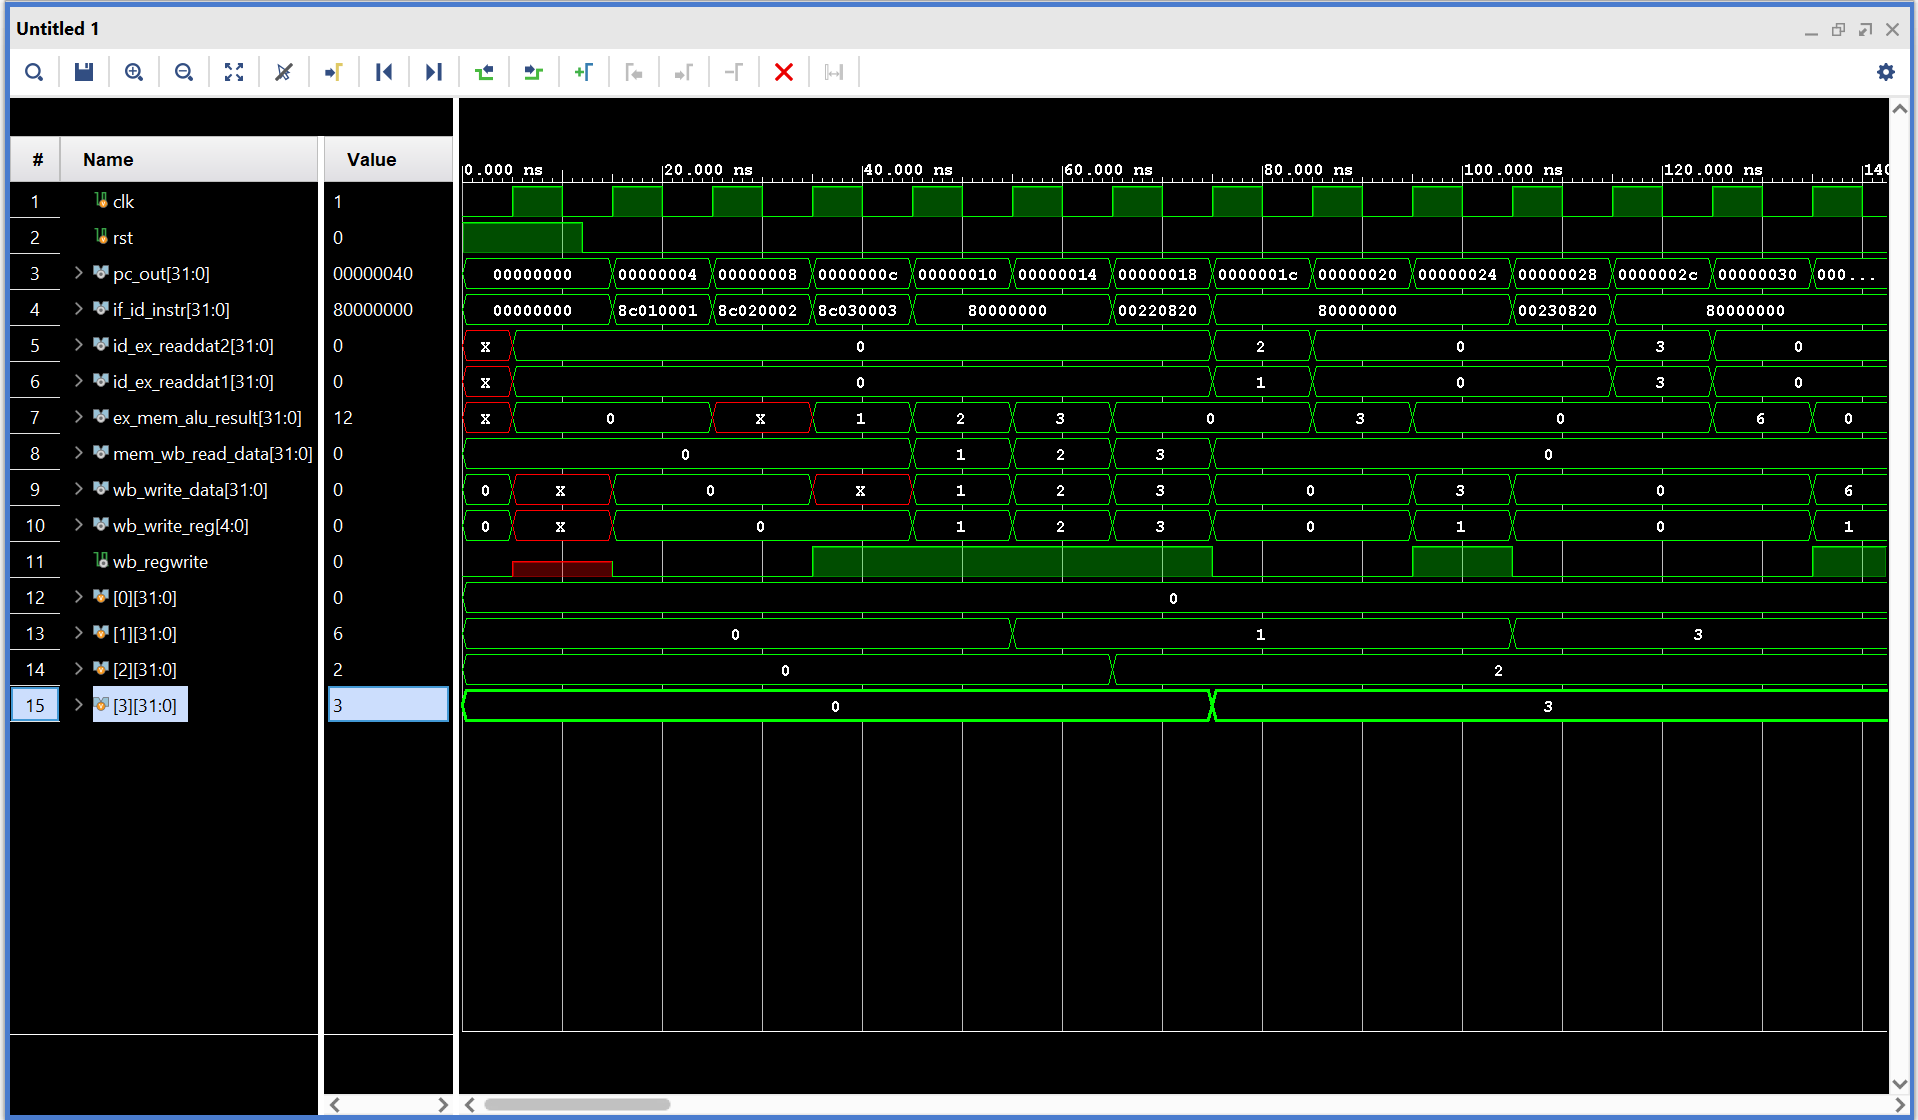 Untitled 1
# Name Value
0.000 ns 20.000 ns 40.000 ns 60.000 ns 80.000 ns 100.000 ns 120.000 ns 140
1 clk 1
2 rst 0
3 pc_out[31:0] 00000040 00000000 00000004 00000008 0000000c 00000010 00000014 00000018 0000001c 00000020 00000024 00000028 0000002c 00000030 000...
4 if_id_instr[31:0] 80000000 00000000 8c010001 8c020002 8c030003 80000000 00220820 80000000 00230820 80000000
5 id_ex_readdat2[31:0] 0 X 0 2 0 3 0
6 id_ex_readdat1[31:0] 0 X 0 1 0 3 0
7 ex_mem_alu_result[31:0] 12 X 0 X 1 2 3 0 3 0 6 0
8 mem_wb_read_data[31:0] 0 0 1 2 3 0
9 wb_write_data[31:0] 0 0 X 0 X 1 2 3 0 3 0 6
10 wb_write_reg[4:0] 0 0 X 0 1 2 3 0 1 0 1
11 wb_regwrite 0
12 [0][31:0] 0 0
13 [1][31:0] 6 0 1 3
14 [2][31:0] 2 0 2
15 [3][31:0] 3 0 3